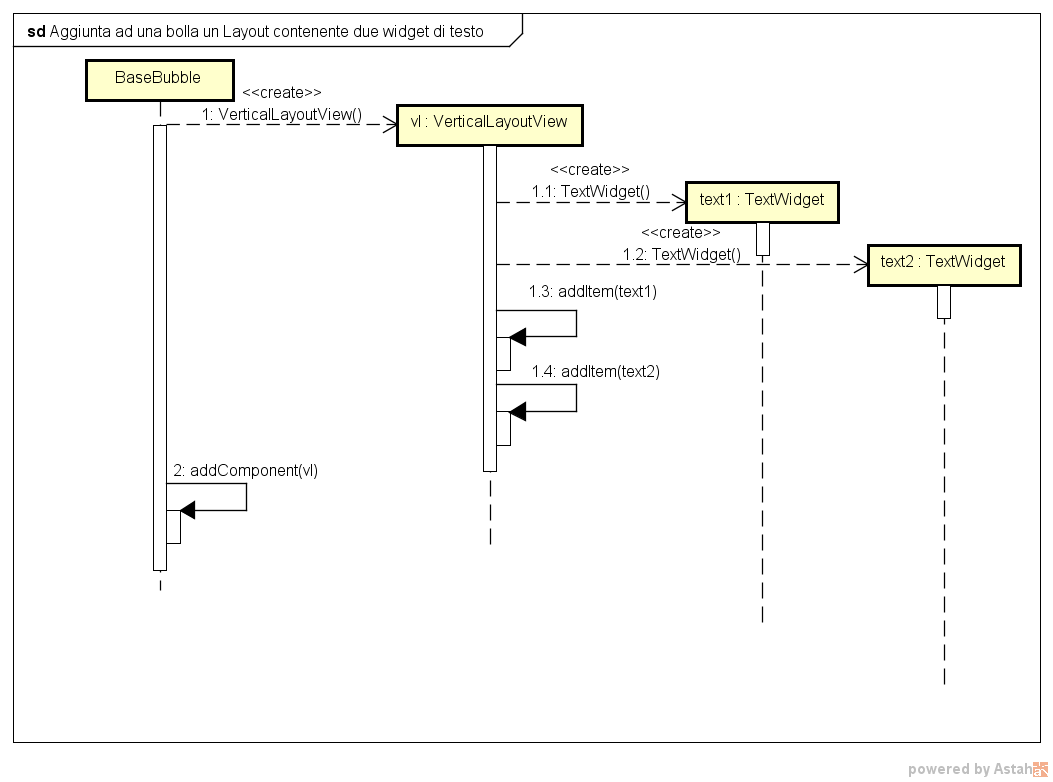 sd Aggiunta ad una bolla un Layout contenente due widget di testo
BaseBubble
<<create>>
1: VerticalLayoutView()
vl : VerticalLayoutView
<<create>>
1.1: TextWidget()
text1 : TextWidget
<<create>>
1.2: TextWidget()
text2 : TextWidget
1.3: addItem(text1)
1.4: addItem(text2)
2: addComponent(vl)
powered by Astah